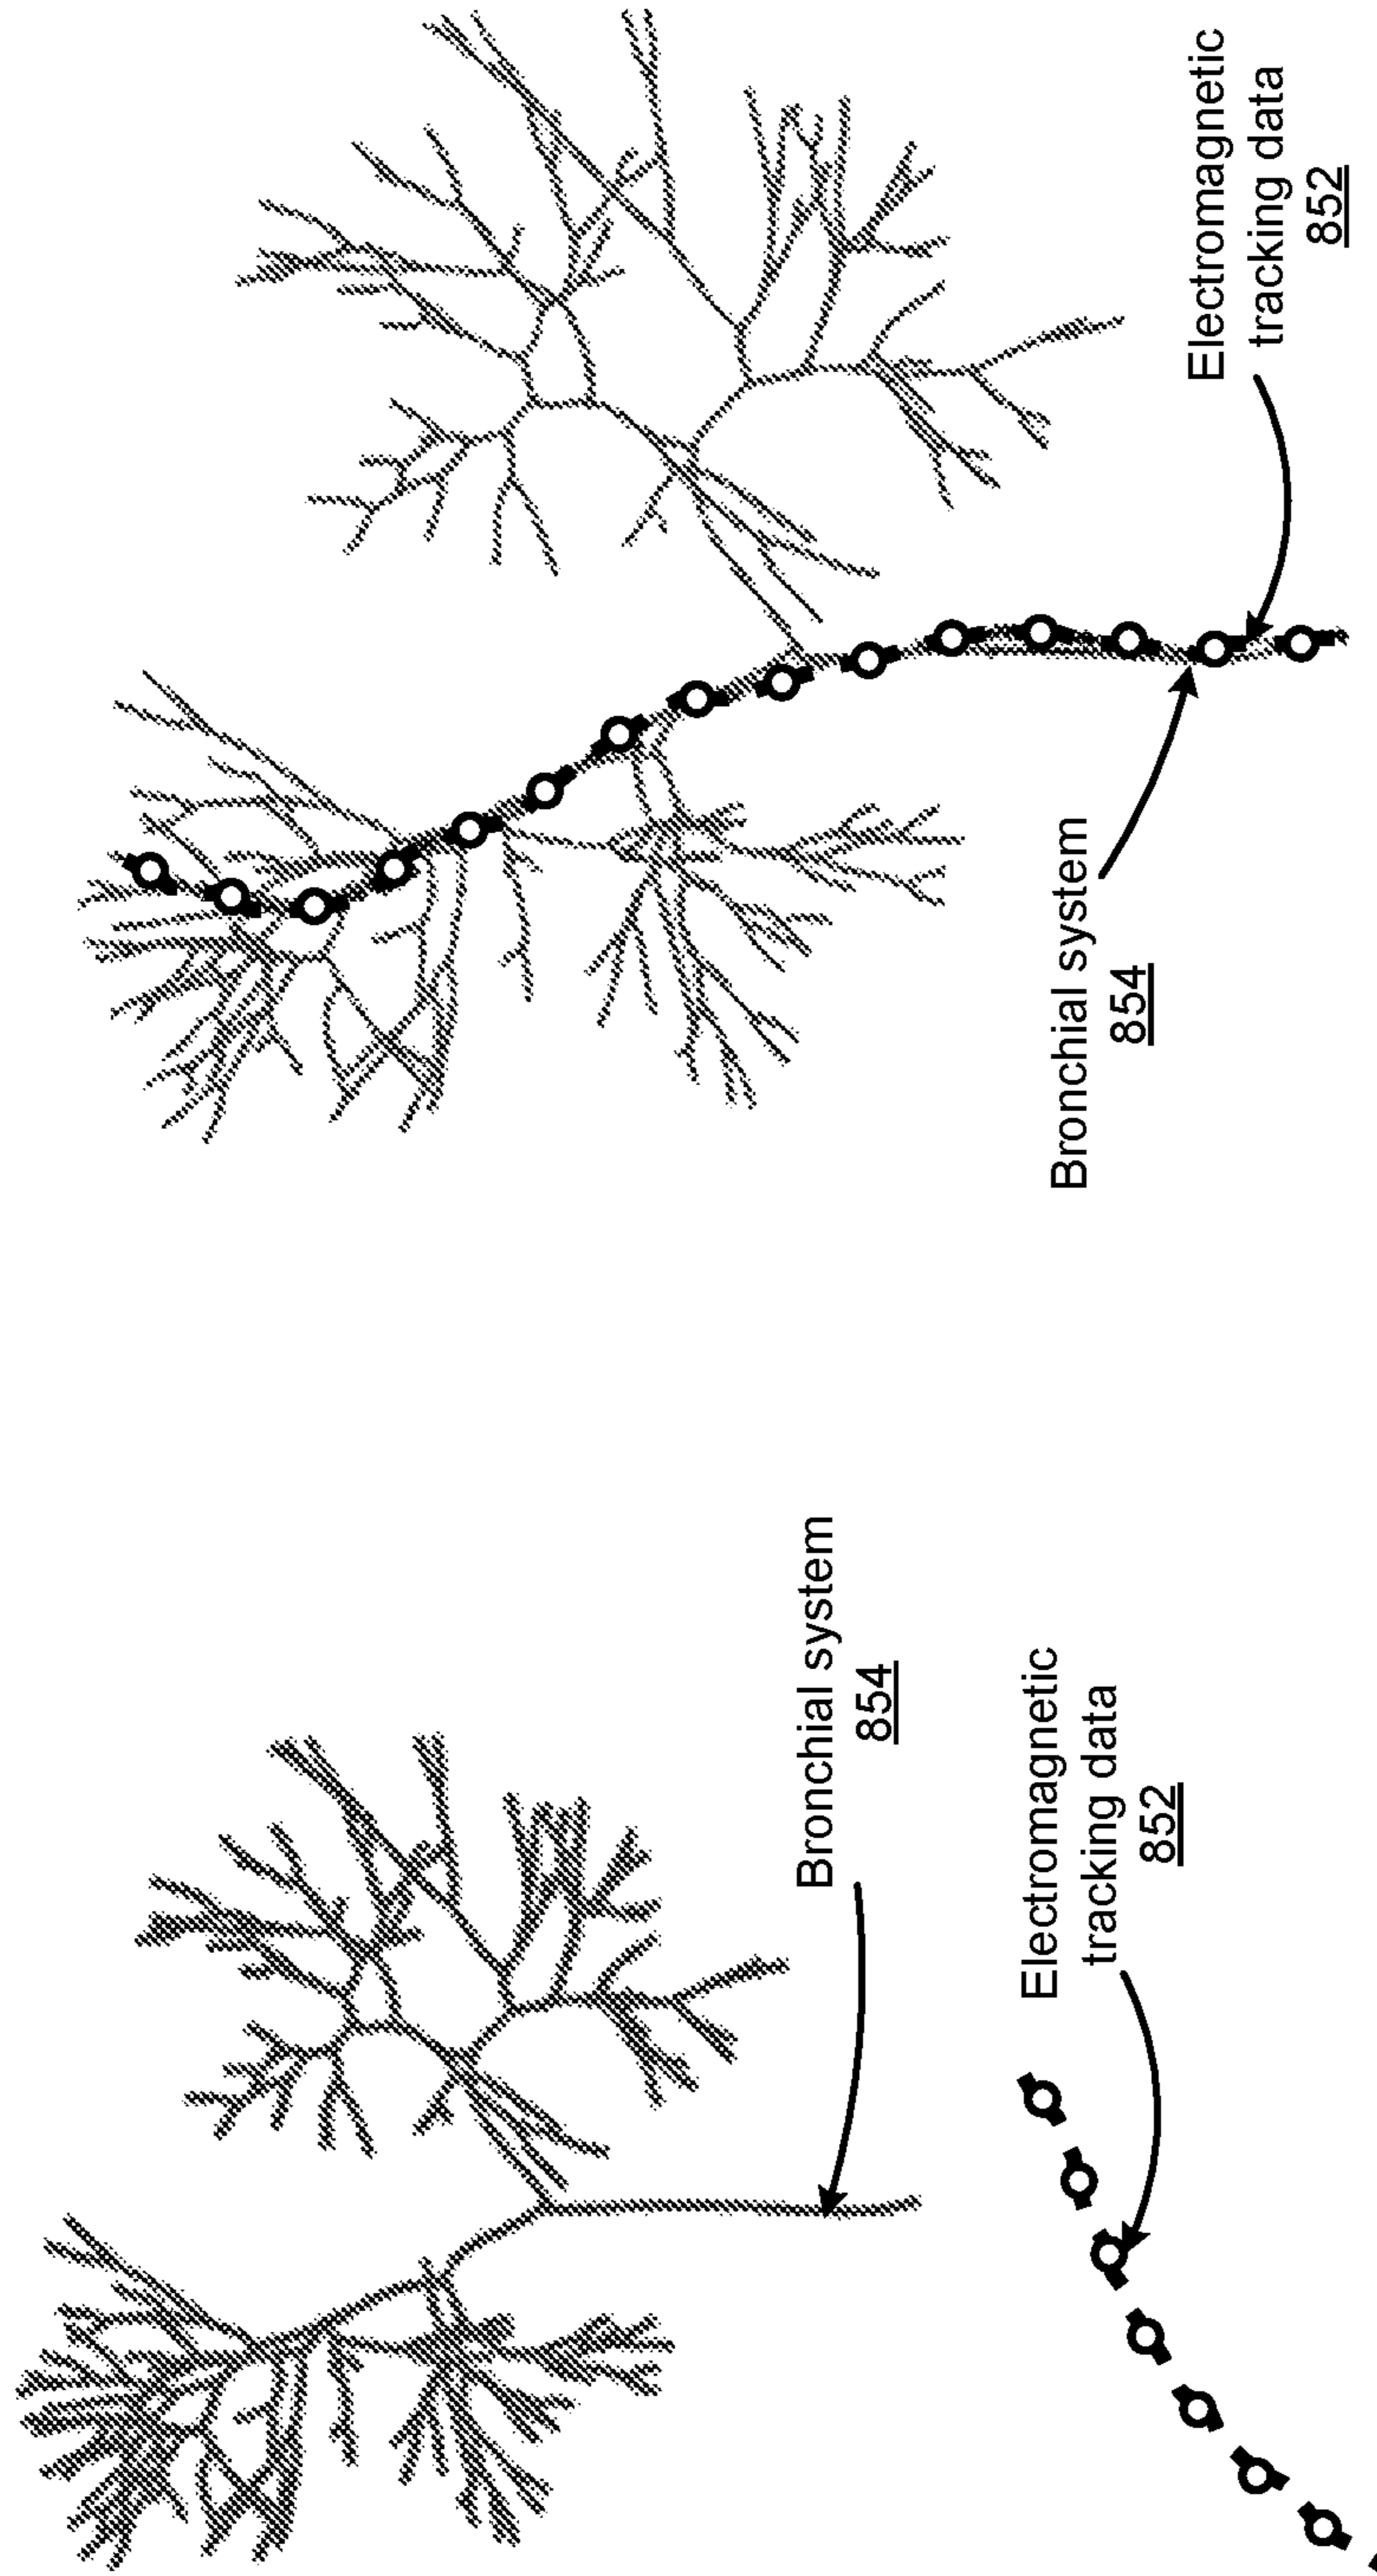 Bronchial system
854
Electromagnetic
tracking data
852
Bronchial system
854
Electromagnetic
tracking data
852